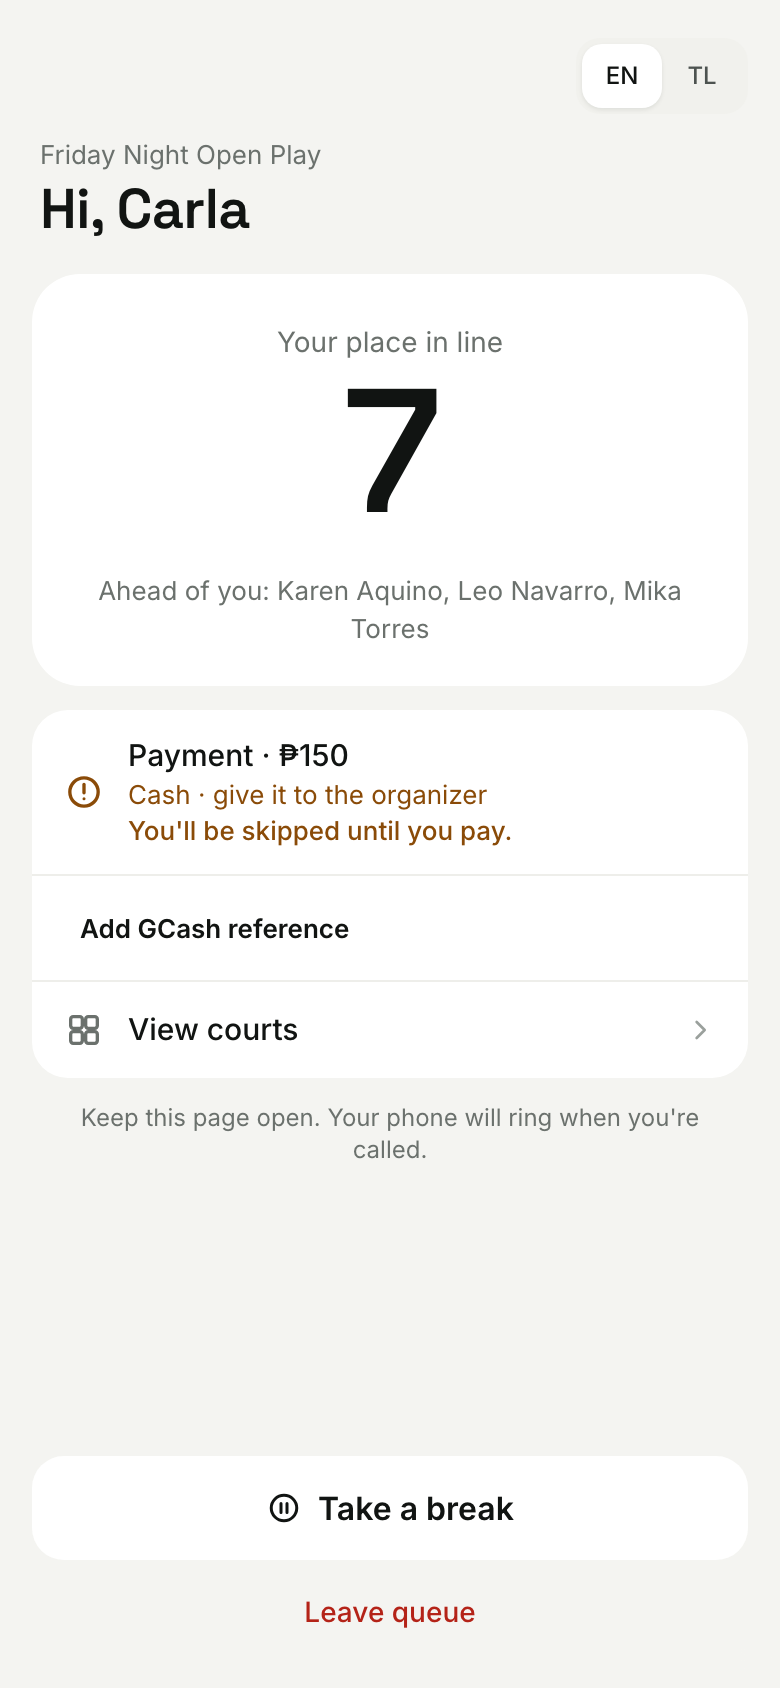 EN
TL
Friday Night Open Play
Hi, Carla
Your place in line
7
Ahead of you: Karen Aquino, Leo Navarro, Mika
Torres
Payment · ₱150
Cash · give it to the organizer
You'll be skipped until you pay.
Add GCash reference
View courts
Keep this page open. Your phone will ring when you're
called.
Take a break
Leave queue